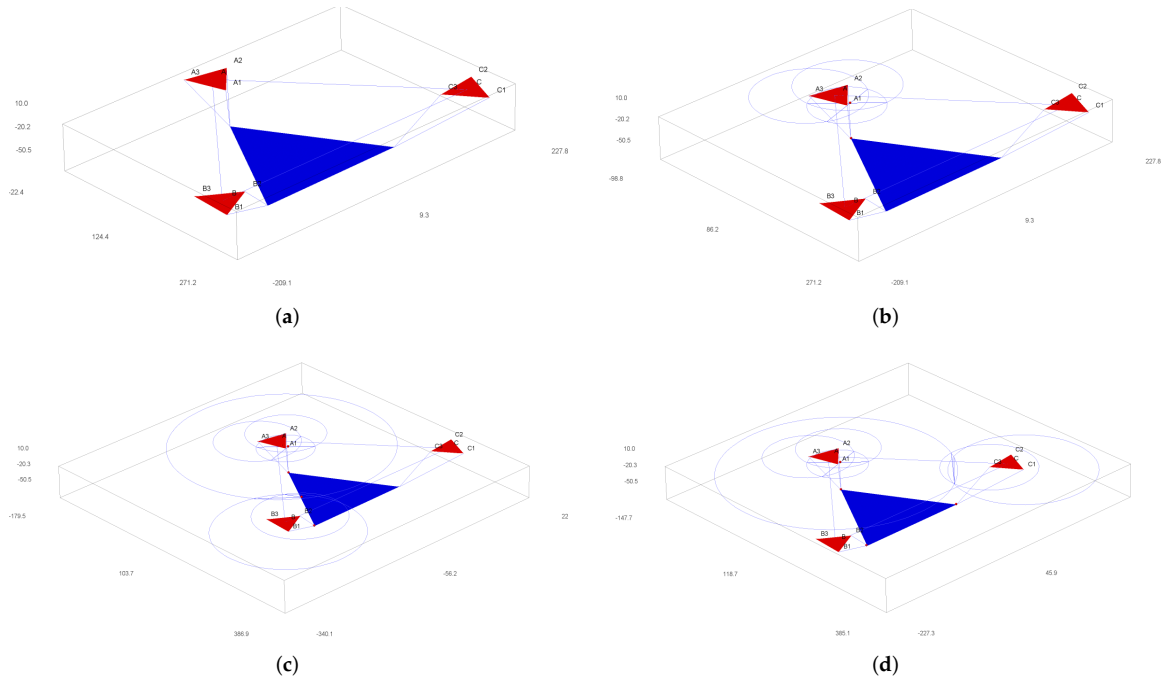 A2
A3
A
A1
C2
C3 C
C1
10.0
-20.2
-50.5
227.8
-22.4
B3 B B
B1
9.3
124.4
271.2 -209.1
(a)
A2
A3 A
A1
C2
C3 C
C1
10.0
-20.2
-50.5
227.8
-98.8
B3 B B
B1
9.3
86.2
271.2 -209.1
(b)
A2
A3
A1
C2
C3 C
C1
10.0
-20.3
-50.5
-179.5
B3 B B
B1
22
103.7 -56.2
386.9 -340.1
(c)
A2
A3 A
A1
C2
C3 C
C1
10.0
-20.3
-50.5
-147.7
B3 B B
B1
118.7 45.9
385.1 -227.3
(d)